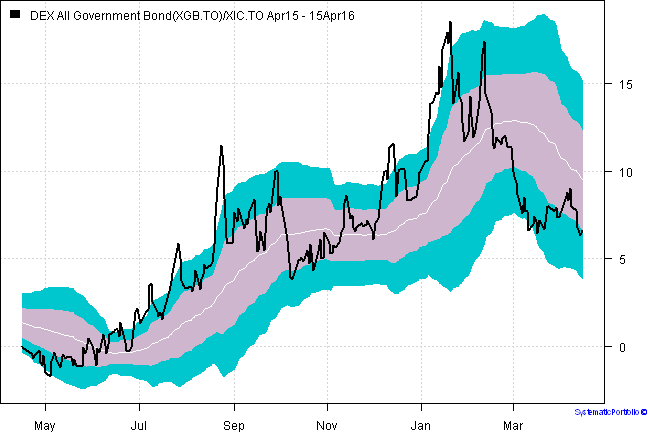 DEX All Government Bond(XGB.TO)/XIC.TO Apr15 - 15Apr16
15
10
5
0
May Jul Sep Nov Jan Mar
SystematicPortfolio ©